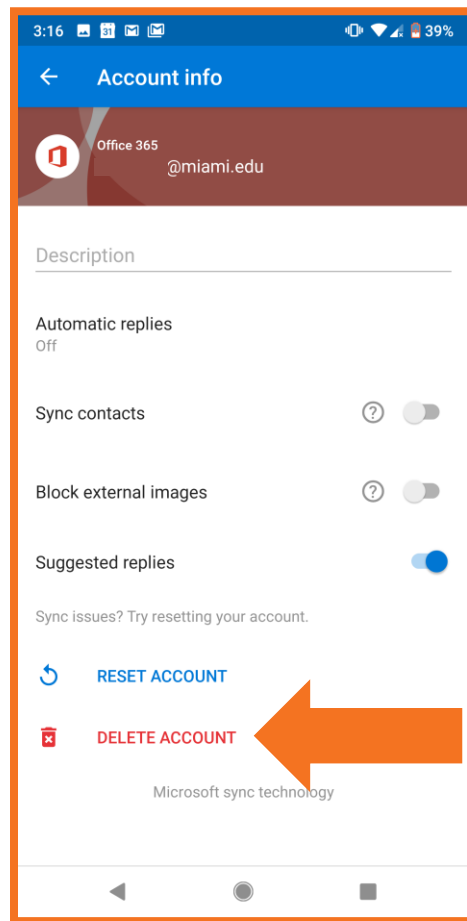 3:16 31 39%
Account info
Office 365
@miami.edu
Description
Automatic replies
Off
Sync contacts ?
Block external images ?
Suggested replies
Sync issues? Try resetting your account.
RESET ACCOUNT
DELETE ACCOUNT
Microsoft sync technology